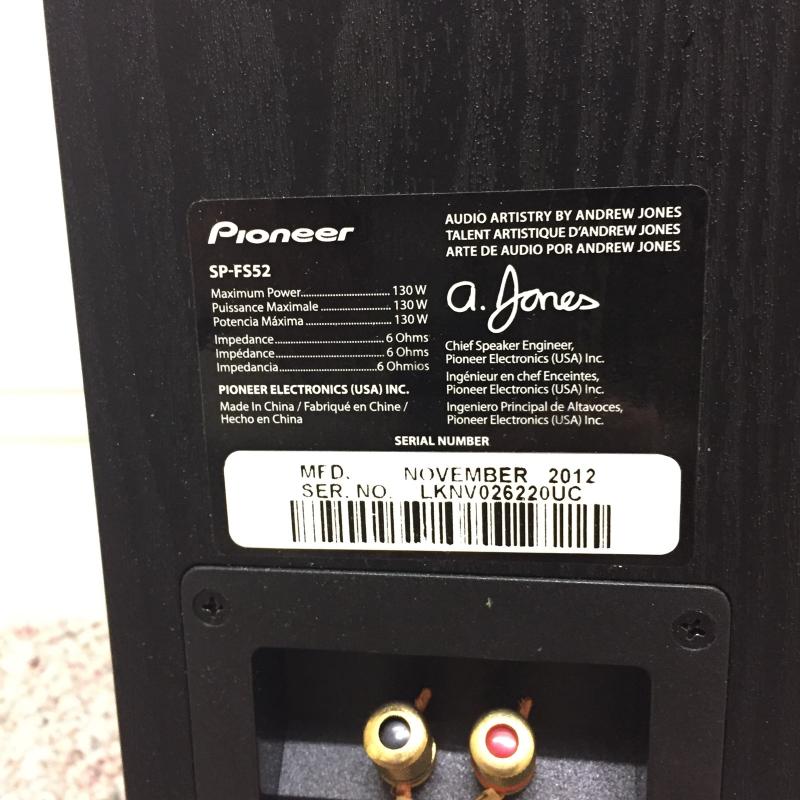 Pioneer
SP-FS52
Maximum Power.......................... 130 W
Puissance Maximale .................... 130 W
Potencia Máxima ......................... 130 W
Impedance................................ 6 Ohms
Impédance................................ 6 Ohms
Impedancia...............................6 Ohmios
PIONEER ELECTRONICS (USA) INC.
Made In China / Fabriqué en Chine /
Hecho en China
AUDIO ARTISTRY BY ANDREW JONES
TALENT ARTISTIQUE D'ANDREW JONES
ARTE DE AUDIO POR ANDREW JONES
a. Jones
Chief Speaker Engineer,
Pioneer Electronics (USA) Inc.
Ingénieur en chef Enceintes,
Pioneer Electronics (USA) Inc.
Ingeniero Principal de Altavoces,
Pioneer Electronics (USA) Inc.
SERIAL NUMBER
MFD. NOVEMBER 2012
SER. NO. LKNV026220UC